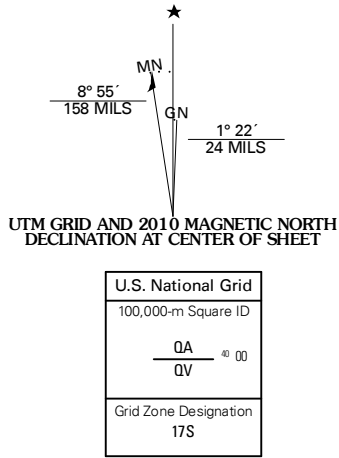 ★
MN
8° 55´
158 MILS
GN
1° 22´
24 MILS
UTM GRID AND 2010 MAGNETIC NORTH
DECLINATION AT CENTER OF SHEET
U.S. National Grid
100,000-m Square ID
QA
QV
40 00
Grid Zone Designation
17S